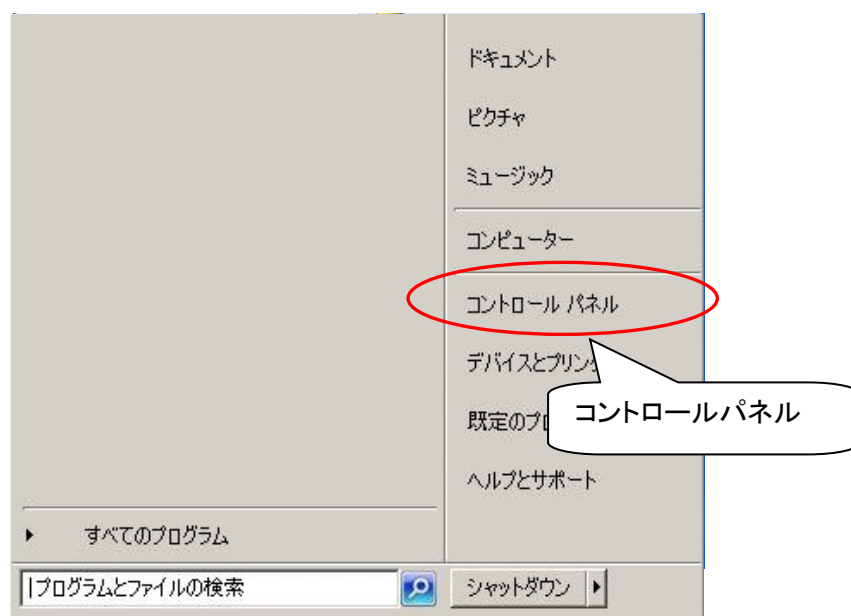 ドキュメント
ピクチャ
ミュージック
コンピューター
コントロール パネル
デバイスとプリン
既定のプ
コントロールパネル
ヘルプとサポート
すべてのプログラム
プログラムとファイルの検索
シャットダウン